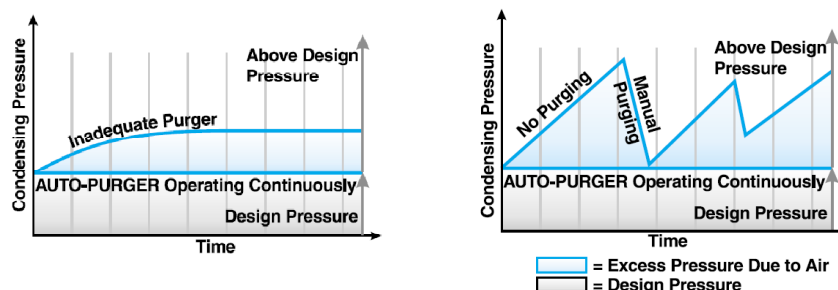 Condensing Pressure
Above Design
Pressure
Inadequate Purger
AUTO-PURGER Operating Continuously
Design Pressure
Time
Condensing Pressure
No Purging
Manual
Purging
Above Design
Pressure
AUTO-PURGER Operating Continuously
Design Pressure
Time
= Excess Pressure Due to Air
= Design Pressure